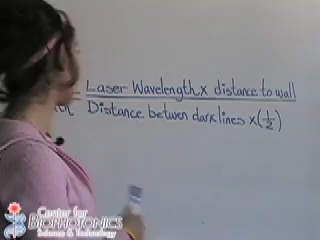 = Laser Wavelength x distance to wall
Distance between dark lines x (1/2)
Center for
BIOPHOTONICS
Science & Technology